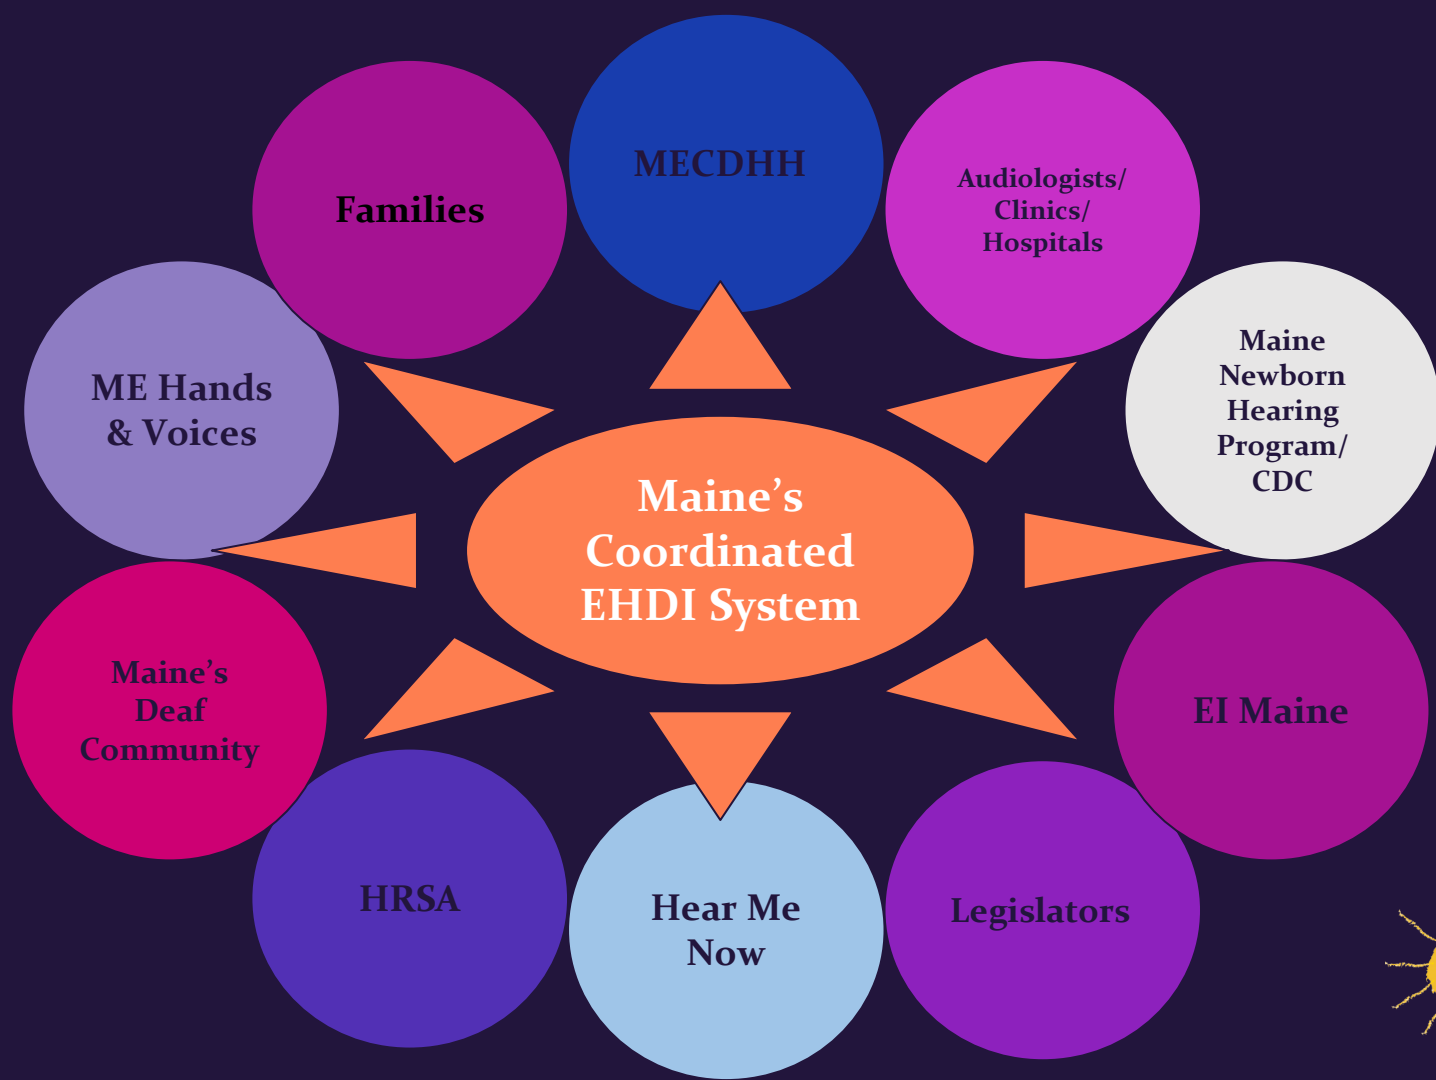 MECDHH
Families
Audiologists/
Clinics/
Hospitals
ME Hands
& Voices
Maine
Newborn
Hearing
Program/
CDC
Maine’s
Coordinated
EHDI System
Maine’s
Deaf
Community
EI Maine
HRSA
Hear Me
Now
Legislators